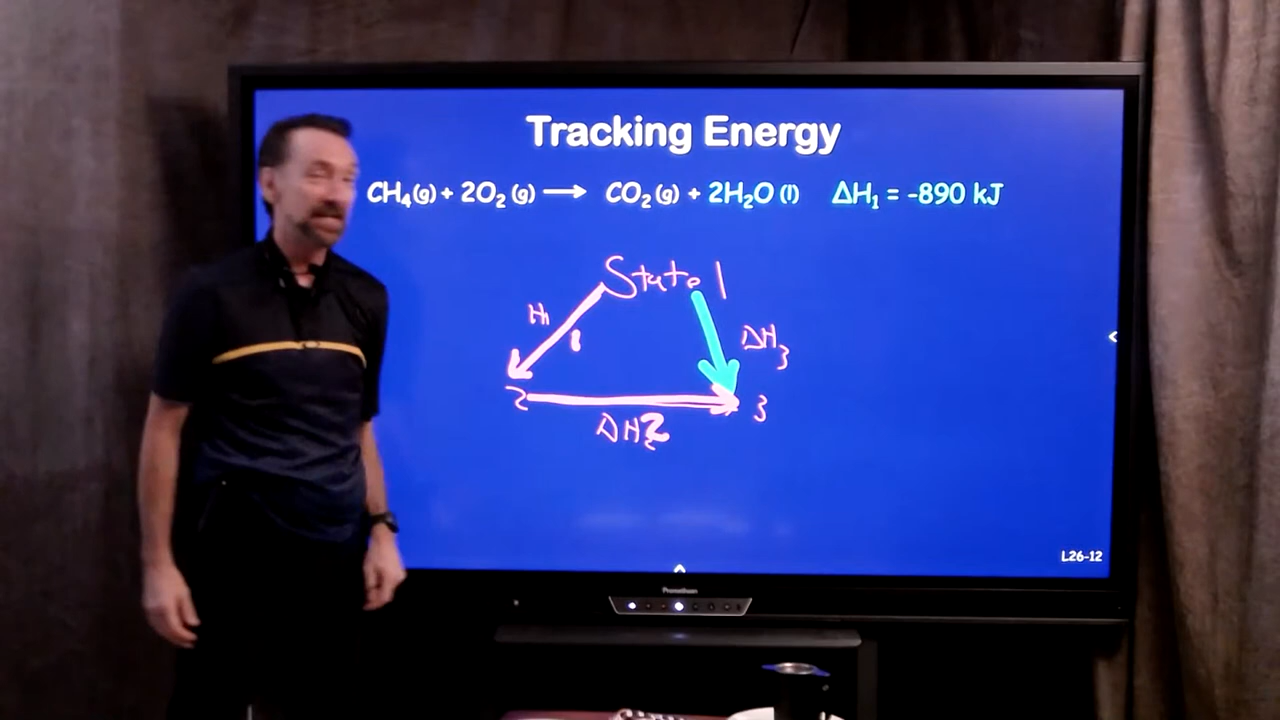 Tracking Energy
CH₄(g) + 2O₂(g) ⟶ CO₂(g) + 2H₂O (l) ΔH₁ = -890 kJ
State 1
H₁
ΔH₃
2
3
ΔH₂
L26-12
Promethean